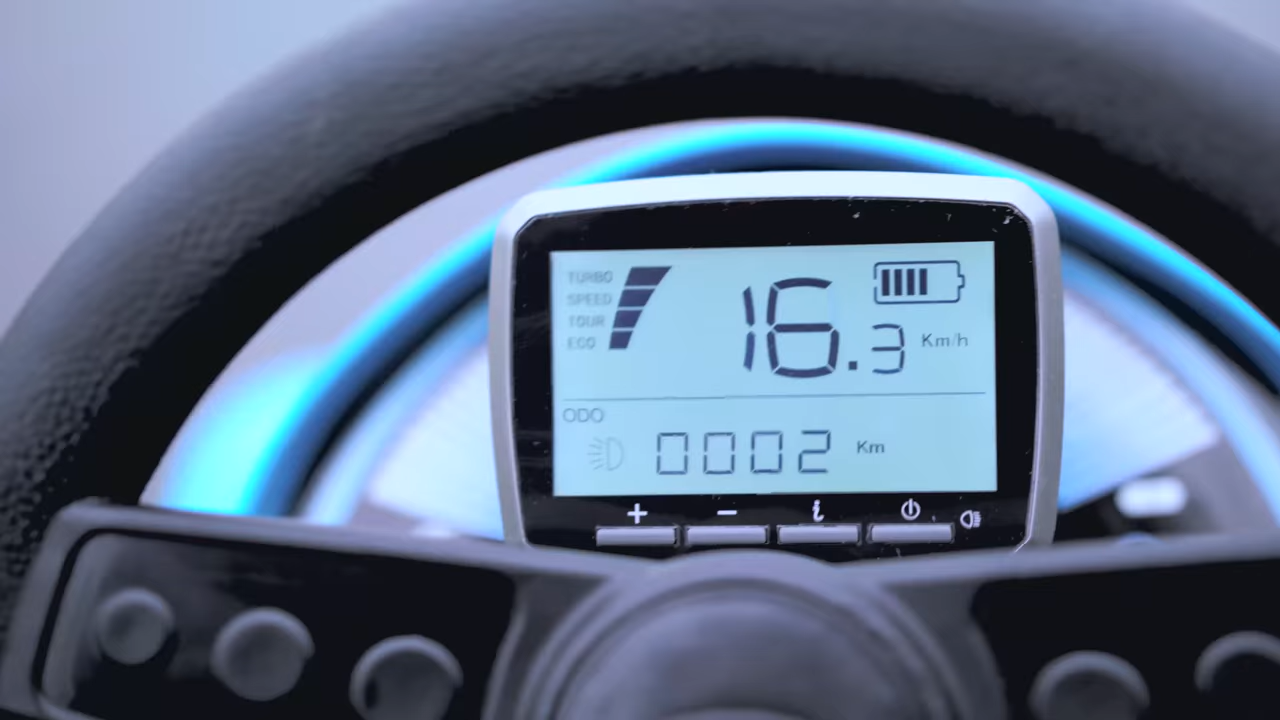 TURBO
SPEED
TOUR
ECO
16.3 Km/h
ODO
0002 Km
+ − i